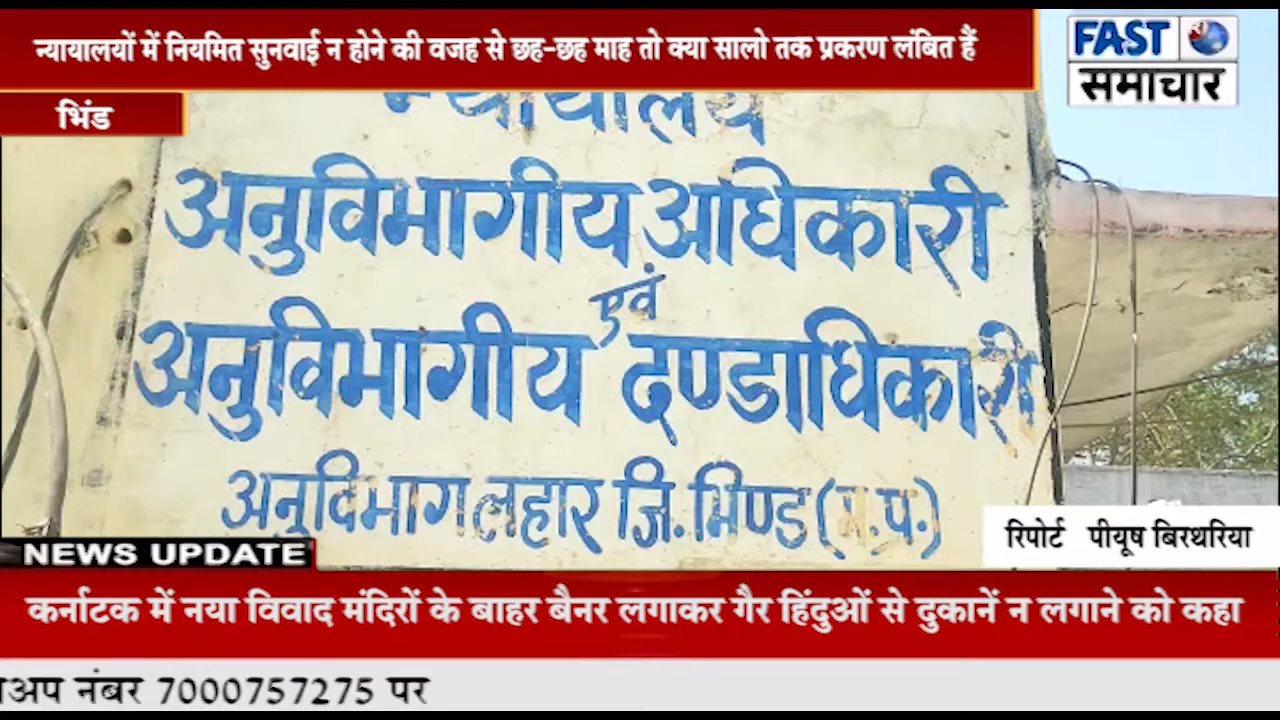 न्यायालयों में नियमित सुनवाई न होने की वजह से छह-छह माह तो क्या सालो तक प्रकरण लंबित हैं
FAST
समाचार
भिंड
न्यायालय
अनुविभागीय अधिकारी
एवं
अनुविभागीय दण्डाधिकारी
अनुविभाग लहार जि. भिण्ड (म.प्र.)
रिपोर्ट पीयूष बिरथरिया
NEWS UPDATE
कर्नाटक में नया विवाद मंदिरों के बाहर बैनर लगाकर गैर हिंदुओं से दुकानें न लगाने को कहा
नंबर 7000757275 पर